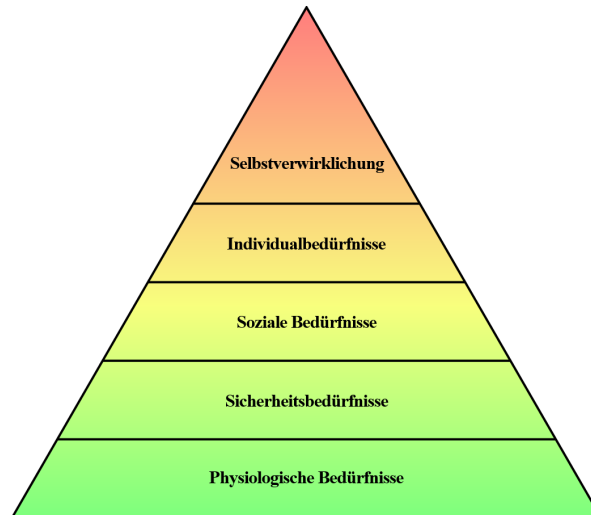 Selbstverwirklichung
Individualbedürfnisse
Soziale Bedürfnisse
Sicherheitsbedürfnisse
Physiologische Bedürfnisse